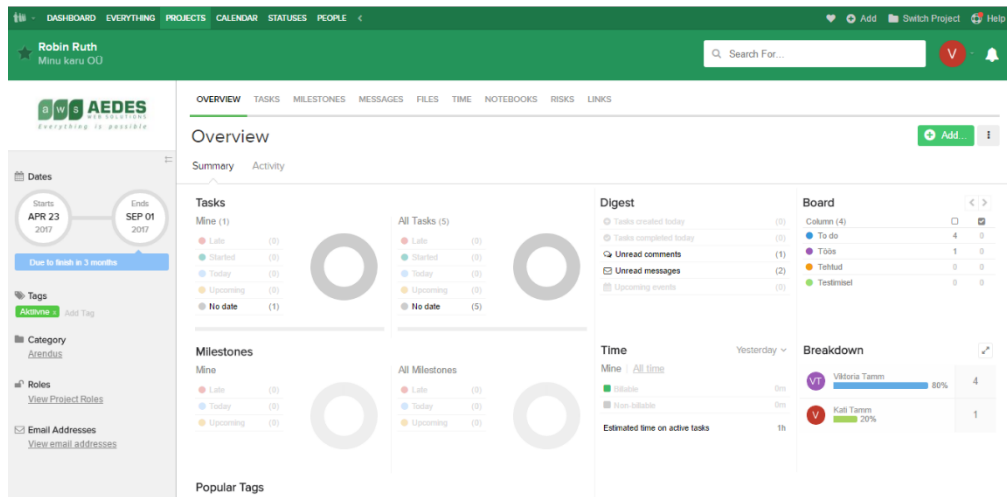 DASHBOARD EVERYTHING PROJECTS CALENDAR STATUSES PEOPLE <
Add Switch Project Help
Robin Ruth
Minu karu OÜ
Search For...
V
aws AEDES
WEB SOLUTIONS
Everything is possible
Dates
Starts
APR 23
2017
Ends
SEP 01
2017
Due to finish in 3 months
Tags
Aktiivne x Add Tag
Category
Arendus
Roles
View Project Roles
Email Addresses
View email addresses
OVERVIEW TASKS MILESTONES MESSAGES FILES TIME NOTEBOOKS RISKS LINKS
Overview
Add...
Summary Activity
Tasks
Mine (1)
Late (0)
Started (0)
Today (0)
Upcoming (0)
No date (1)
All Tasks (5)
Late (0)
Started (0)
Today (0)
Upcoming (0)
No date (5)
Digest
Tasks created today (0)
Tasks completed today (0)
Unread comments (1)
Unread messages (2)
Upcoming events (0)
Board < >
Column (4)
To do 4 0
Töös 1 0
Tehtud 0 0
Testimisel 0 0
Milestones
Mine
Late (0)
Today (0)
Upcoming (0)
All Milestones
Late (0)
Today (0)
Upcoming (0)
Time Yesterday
Mine | All time
Billable 0m
Non-billable 0m
Estimated time on active tasks 1h
Breakdown
VT Viktoria Tamm
80% 4
V Kati Tamm
20% 1
Popular Tags